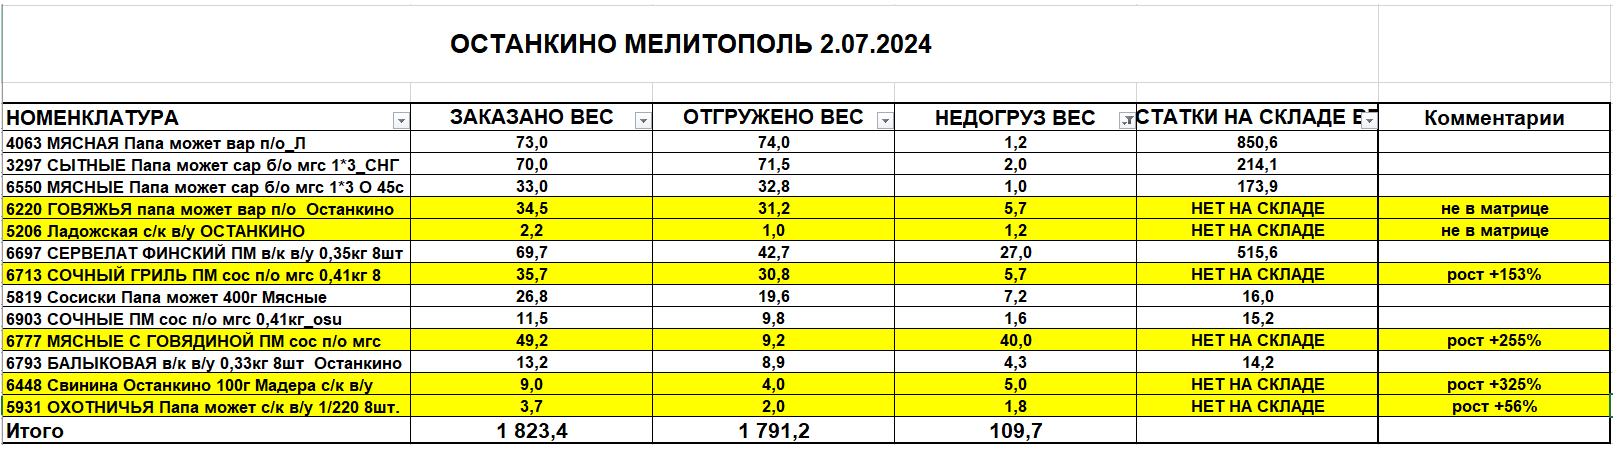 ОСТАНКИНО МЕЛИТОПОЛЬ 2.07.2024
НОМЕНКЛАТУРА ЗАКАЗАНО ВЕС ОТГРУЖЕНО ВЕС НЕДОГРУЗ ВЕС СТАТКИ НА СКЛАДЕ ВЕ Комментарии
4063 МЯСНАЯ Папа может вар п/о_Л 73,0 74,0 1,2 850,6
3297 СЫТНЫЕ Папа может сар б/о мгс 1*3_СНГ 70,0 71,5 2,0 214,1
6550 МЯСНЫЕ Папа может сар б/о мгс 1*3 О 45с 33,0 32,8 1,0 173,9
6220 ГОВЯЖЬЯ папа может вар п/о Останкино 34,5 31,2 5,7 НЕТ НА СКЛАДЕ не в матрице
5206 Ладожская с/к в/у ОСТАНКИНО 2,2 1,0 1,2 НЕТ НА СКЛАДЕ не в матрице
6697 СЕРВЕЛАТ ФИНСКИЙ ПМ в/к в/у 0,35кг 8шт 69,7 42,7 27,0 515,6
6713 СОЧНЫЙ ГРИЛЬ ПМ сос п/о мгс 0,41кг 8 35,7 30,8 5,7 НЕТ НА СКЛАДЕ рост +153%
5819 Сосиски Папа может 400г Мясные 26,8 19,6 7,2 16,0
6903 СОЧНЫЕ ПМ сос п/о мгс 0,41кг_osu 11,5 9,8 1,6 15,2
6777 МЯСНЫЕ С ГОВЯДИНОЙ ПМ сос п/о мгс 49,2 9,2 40,0 НЕТ НА СКЛАДЕ рост +255%
6793 БАЛЫКОВАЯ в/к в/у 0,33кг 8шт Останкино 13,2 8,9 4,3 14,2
6448 Свинина Останкино 100г Мадера с/к в/у 9,0 4,0 5,0 НЕТ НА СКЛАДЕ рост +325%
5931 ОХОТНИЧЬЯ Папа может с/к в/у 1/220 8шт. 3,7 2,0 1,8 НЕТ НА СКЛАДЕ рост +56%
Итого 1 823,4 1 791,2 109,7